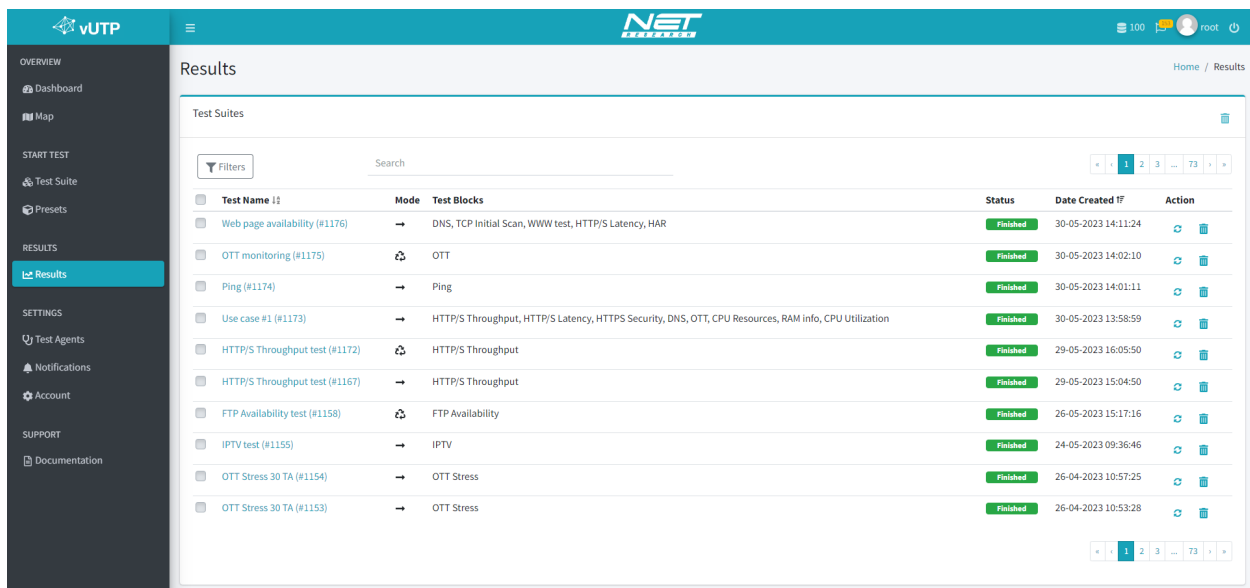 vUTP
NET
RESEARCH
100
root
OVERVIEW
Dashboard
Map
START TEST
Test Suite
Presets
RESULTS
Results
SETTINGS
Test Agents
Notifications
Account
SUPPORT
Documentation
Results
Home / Results
Test Suites
Filters
Search
« ‹ 1 2 3 ... 73 › »
Test Name Mode Test Blocks Status Date Created Action
Web page availability (#1176) → DNS, TCP Initial Scan, WWW test, HTTP/S Latency, HAR Finished 30-05-2023 14:11:24
OTT monitoring (#1175) OTT Finished 30-05-2023 14:02:10
Ping (#1174) → Ping Finished 30-05-2023 14:01:11
Use case #1 (#1173) → HTTP/S Throughput, HTTP/S Latency, HTTPS Security, DNS, OTT, CPU Resources, RAM info, CPU Utilization Finished 30-05-2023 13:58:59
HTTP/S Throughput test (#1172) HTTP/S Throughput Finished 29-05-2023 16:05:50
HTTP/S Throughput test (#1167) → HTTP/S Throughput Finished 29-05-2023 15:04:50
FTP Availability test (#1158) FTP Availability Finished 26-05-2023 15:17:16
IPTV test (#1155) → IPTV Finished 24-05-2023 09:36:46
OTT Stress 30 TA (#1154) → OTT Stress Finished 26-04-2023 10:57:25
OTT Stress 30 TA (#1153) → OTT Stress Finished 26-04-2023 10:53:28
« ‹ 1 2 3 ... 73 › »